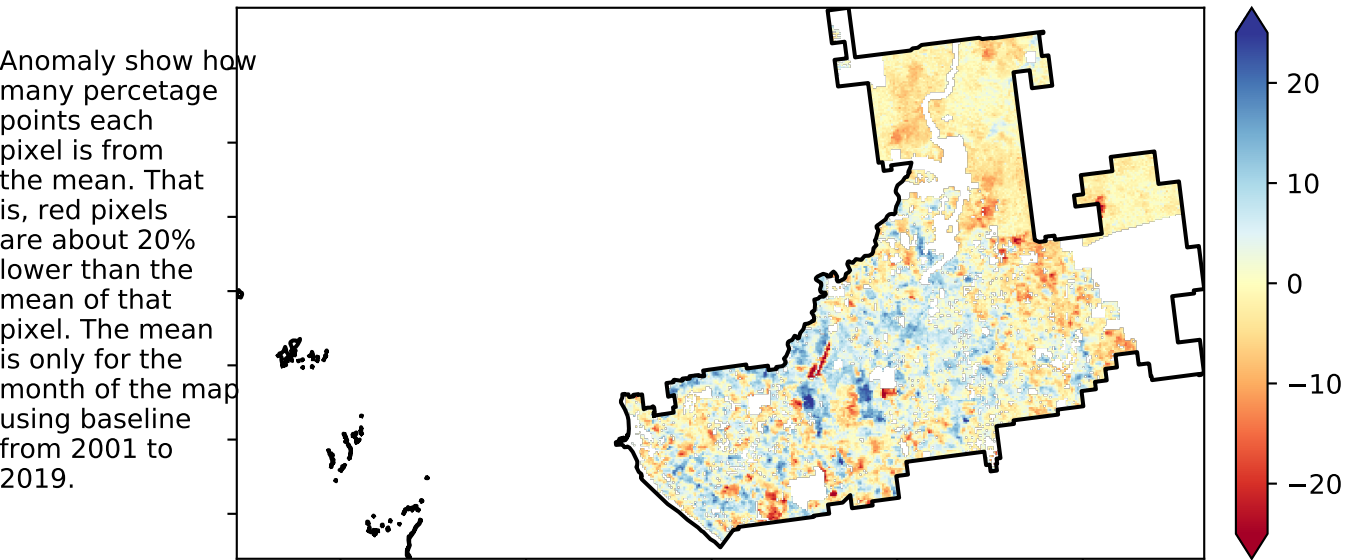 Anomaly show how
many percetage
points each
pixel is from
the mean. That
is, red pixels
are about 20%
lower than the
mean of that
pixel. The mean
is only for the
month of the map
using baseline
from 2001 to
2019.
20
10
0
−10
−20